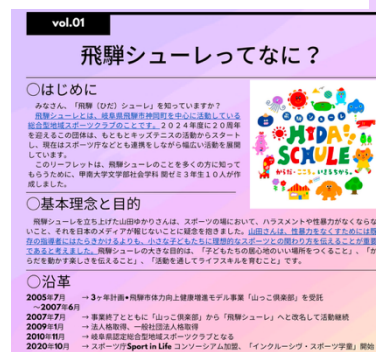 vol.01
飛騨シューレってなに？
○はじめに
みなさん、「飛騨（ひだ）シューレ」を知っていますか？
飛騨シューレとは、岐阜県飛騨市神岡町を中心に活動している
総合型地域スポーツクラブのことです。２０２４年度に２０周年
を迎えるこの団体は、もともとキッズテニスの活動からスタート
し、現在はスポーツ庁などとも連携しながら幅広い活動を展開
しています。
このリーフレットは、飛騨シューレのことを多くの方に知って
もらうために、甲南大学文学部社会学科 関ゼミ３年生１０人が作
成しました。
ひだシューレ
HIDA
SCHULE
からだ・こころ、いきるちから。
○基本理念と目的
飛騨シューレを立ち上げた山田ゆかりさんは、スポーツの場において、ハラスメントや性暴力がなくならな
いこと、それを日本のメディアが報じないことに疑念を抱きました。山田さんは、性暴力をなくすためには既
存の指導者にはたらきかけるよりも、小さな子どもたちに理想的なスポーツとの関わり方を伝えることが重要
であると考えました。飛騨シューレの大きな目的は、「子どもたちの居心地のいい場所をつくること」、「か
らだを動かす楽しさを伝えること」、「活動を通してライフスキルを育むこと」です。
○沿革
2005年7月 → 3ヶ年計画・飛騨市体力向上健康増進モデル事業「山っこ倶楽部」を受託
～2007年6月
2007年7月 → 事業終了とともに「山っこ倶楽部」から「飛騨シューレ」へと改名して活動継続
2009年1月 → 法人格取得、一般社団法人格取得
2010年11月 → 岐阜県認定総合型地域スポーツクラブとなる
2020年10月 → スポーツ庁Sport in Life コンソーシアム加盟、「インクルーシヴ・スポーツ学童」開始